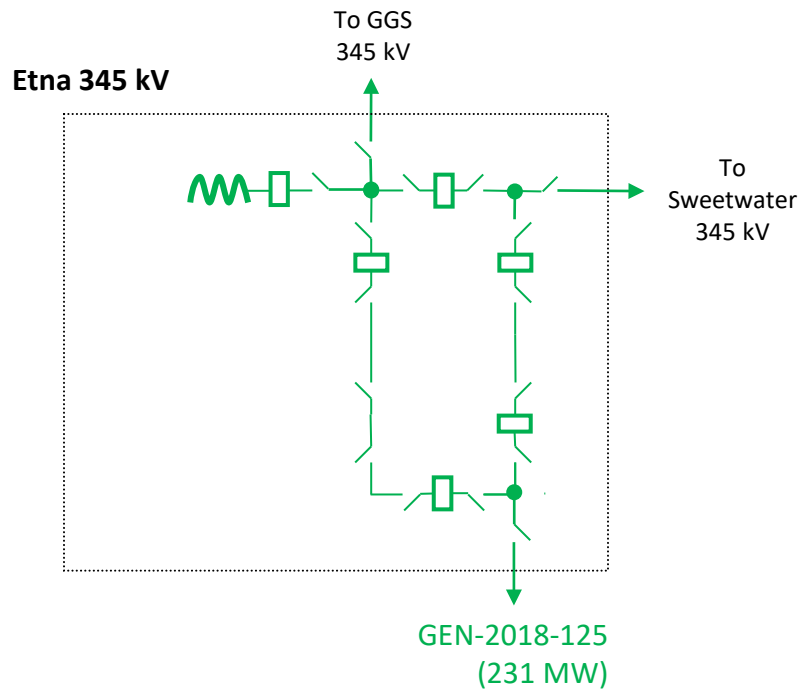 To GGS
345 kV
Etna 345 kV
To
Sweetwater
345 kV
GEN-2018-125
(231 MW)